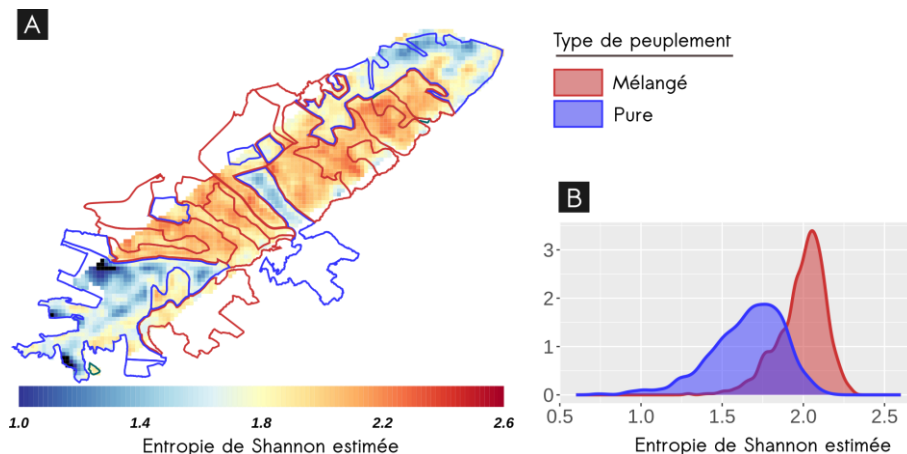 A
Type de peuplement
Mélangé
Pure
B
3
2
1
0
0.5 1.0 1.5 2.0 2.5
Entropie de Shannon estimée
1.0 1.4 1.8 2.2 2.6
Entropie de Shannon estimée